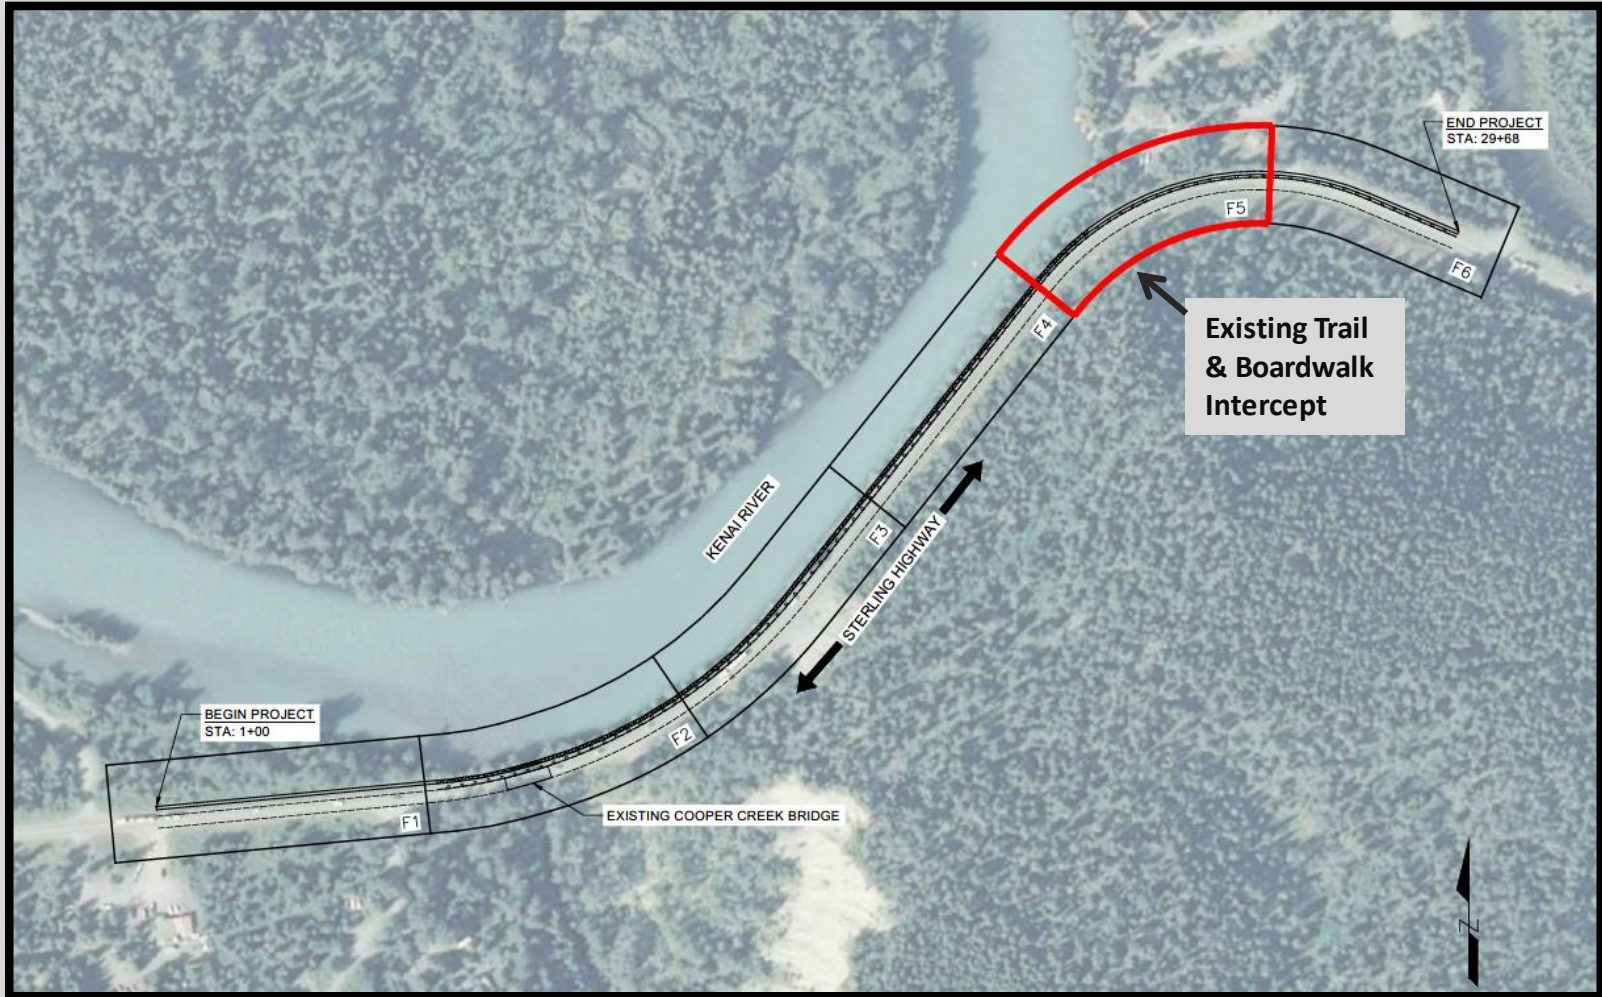 END PROJECT
STA: 29+68
F5
F6
F4
Existing Trail
& Boardwalk
Intercept
KENAI RIVER
F3
STERLING HIGHWAY
F2
BEGIN PROJECT
STA: 1+00
EXISTING COOPER CREEK BRIDGE
F1
N